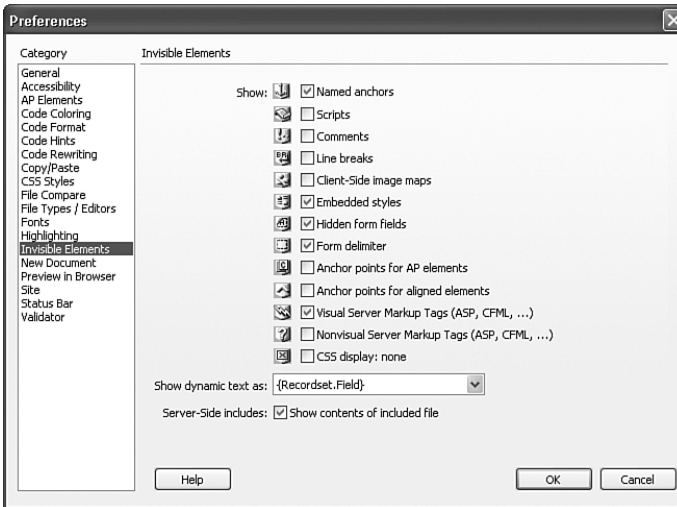 Preferences
Category
General
Accessibility
AP Elements
Code Coloring
Code Format
Code Hints
Code Rewriting
Copy/Paste
CSS Styles
File Compare
File Types / Editors
Fonts
Highlighting
Invisible Elements
New Document
Preview in Browser
Site
Status Bar
Validator
Invisible Elements
Show: Named anchors
Scripts
Comments
Line breaks
Client-Side image maps
Embedded styles
Hidden form fields
Form delimiter
Anchor points for AP elements
Anchor points for aligned elements
Visual Server Markup Tags (ASP, CFML, ...)
Nonvisual Server Markup Tags (ASP, CFML, ...)
CSS display: none
Show dynamic text as: {Recordset.Field}
Server-Side includes: Show contents of included file
Help OK Cancel